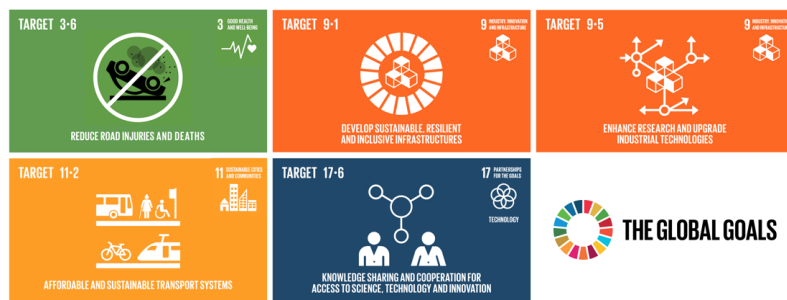 TARGET 3·6
3 GOOD HEALTH
AND WELL-BEING
REDUCE ROAD INJURIES AND DEATHS
TARGET 9·1
9 INDUSTRY, INNOVATION
AND INFRASTRUCTURE
DEVELOP SUSTAINABLE, RESILIENT
AND INCLUSIVE INFRASTRUCTURES
TARGET 9·5
9 INDUSTRY, INNOVATION
AND INFRASTRUCTURE
ENHANCE RESEARCH AND UPGRADE
INDUSTRIAL TECHNOLOGIES
TARGET 11·2
11 SUSTAINABLE CITIES
AND COMMUNITIES
AFFORDABLE AND SUSTAINABLE TRANSPORT SYSTEMS
TARGET 17·6
17 PARTNERSHIPS
FOR THE GOALS
TECHNOLOGY
KNOWLEDGE SHARING AND COOPERATION FOR
ACCESS TO SCIENCE, TECHNOLOGY AND INNOVATION
THE GLOBAL GOALS